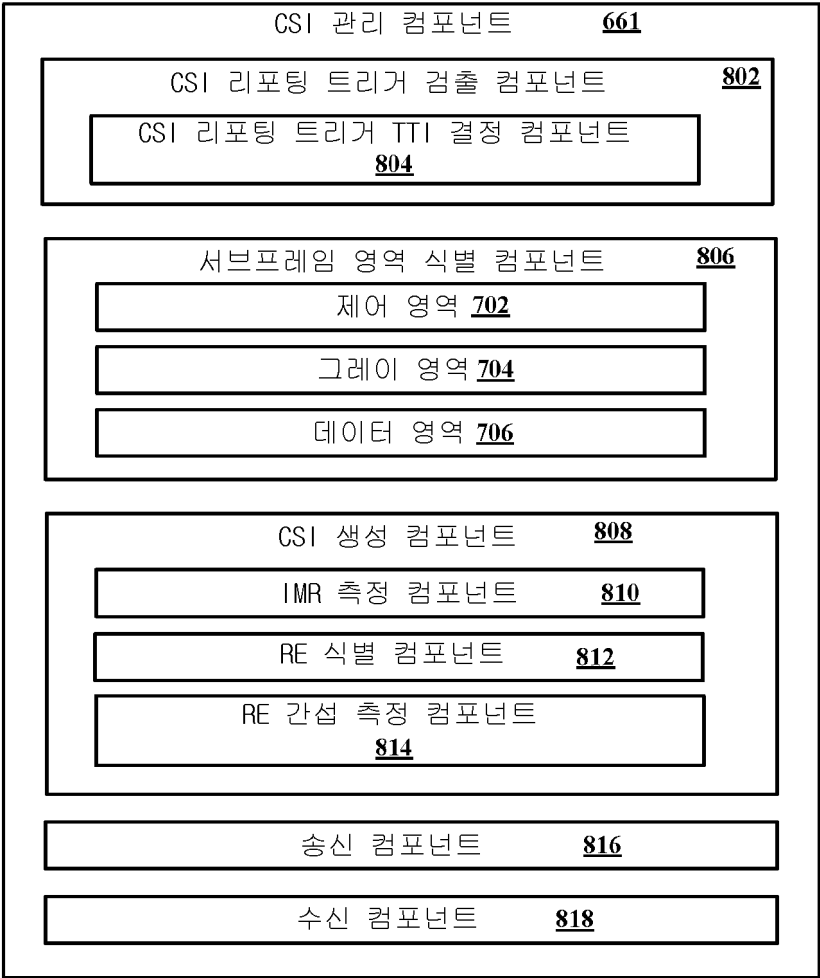 CSI 관리 컴포넌트 661
CSI 리포팅 트리거 검출 컴포넌트 802
CSI 리포팅 트리거 TTI 결정 컴포넌트
804
서브프레임 영역 식별 컴포넌트 806
제어 영역 702
그레이 영역 704
데이터 영역 706
CSI 생성 컴포넌트 808
IMR 측정 컴포넌트 810
RE 식별 컴포넌트 812
RE 간섭 측정 컴포넌트
814
송신 컴포넌트 816
수신 컴포넌트 818